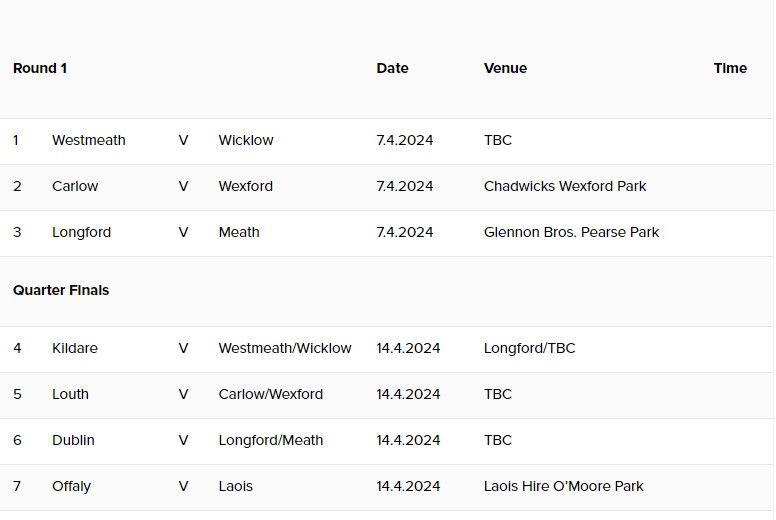 Round 1 Date Venue Time
1 Westmeath V Wicklow 7.4.2024 TBC
2 Carlow V Wexford 7.4.2024 Chadwicks Wexford Park
3 Longford V Meath 7.4.2024 Glennon Bros. Pearse Park
Quarter Finals
4 Kildare V Westmeath/Wicklow 14.4.2024 Longford/TBC
5 Louth V Carlow/Wexford 14.4.2024 TBC
6 Dublin V Longford/Meath 14.4.2024 TBC
7 Offaly V Laois 14.4.2024 Laois Hire O’Moore Park